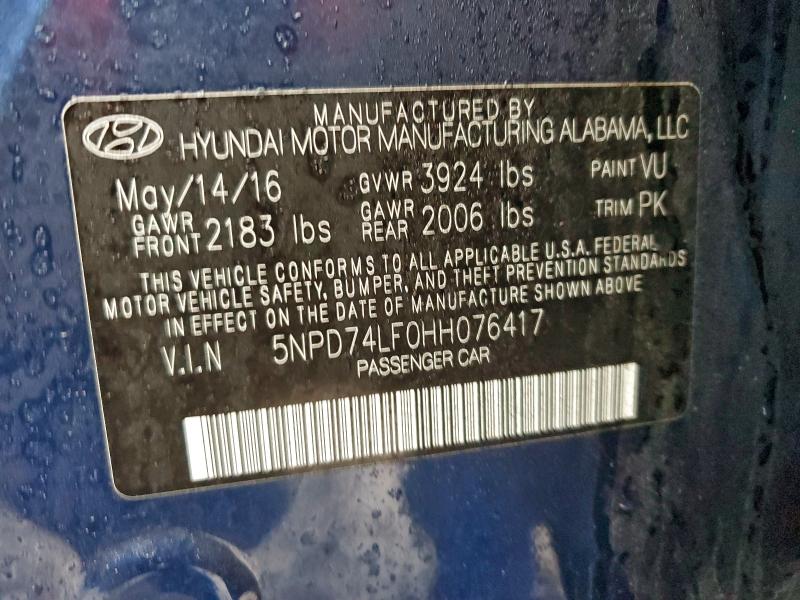 MANUFACTURED BY
HYUNDAI MOTOR MANUFACTURING ALABAMA, LLC
May/14/16 GVWR 3924 lbs PAINT VU
GAWR FRONT 2183 lbs GAWR REAR 2006 lbs TRIM PK
THIS VEHICLE CONFORMS TO ALL APPLICABLE U.S.A. FEDERAL
MOTOR VEHICLE SAFETY, BUMPER, AND THEFT PREVENTION STANDARDS
IN EFFECT ON THE DATE OF MANUFACTURE SHOWN ABOVE
V.I.N 5NPD74LF0HH076417
PASSENGER CAR